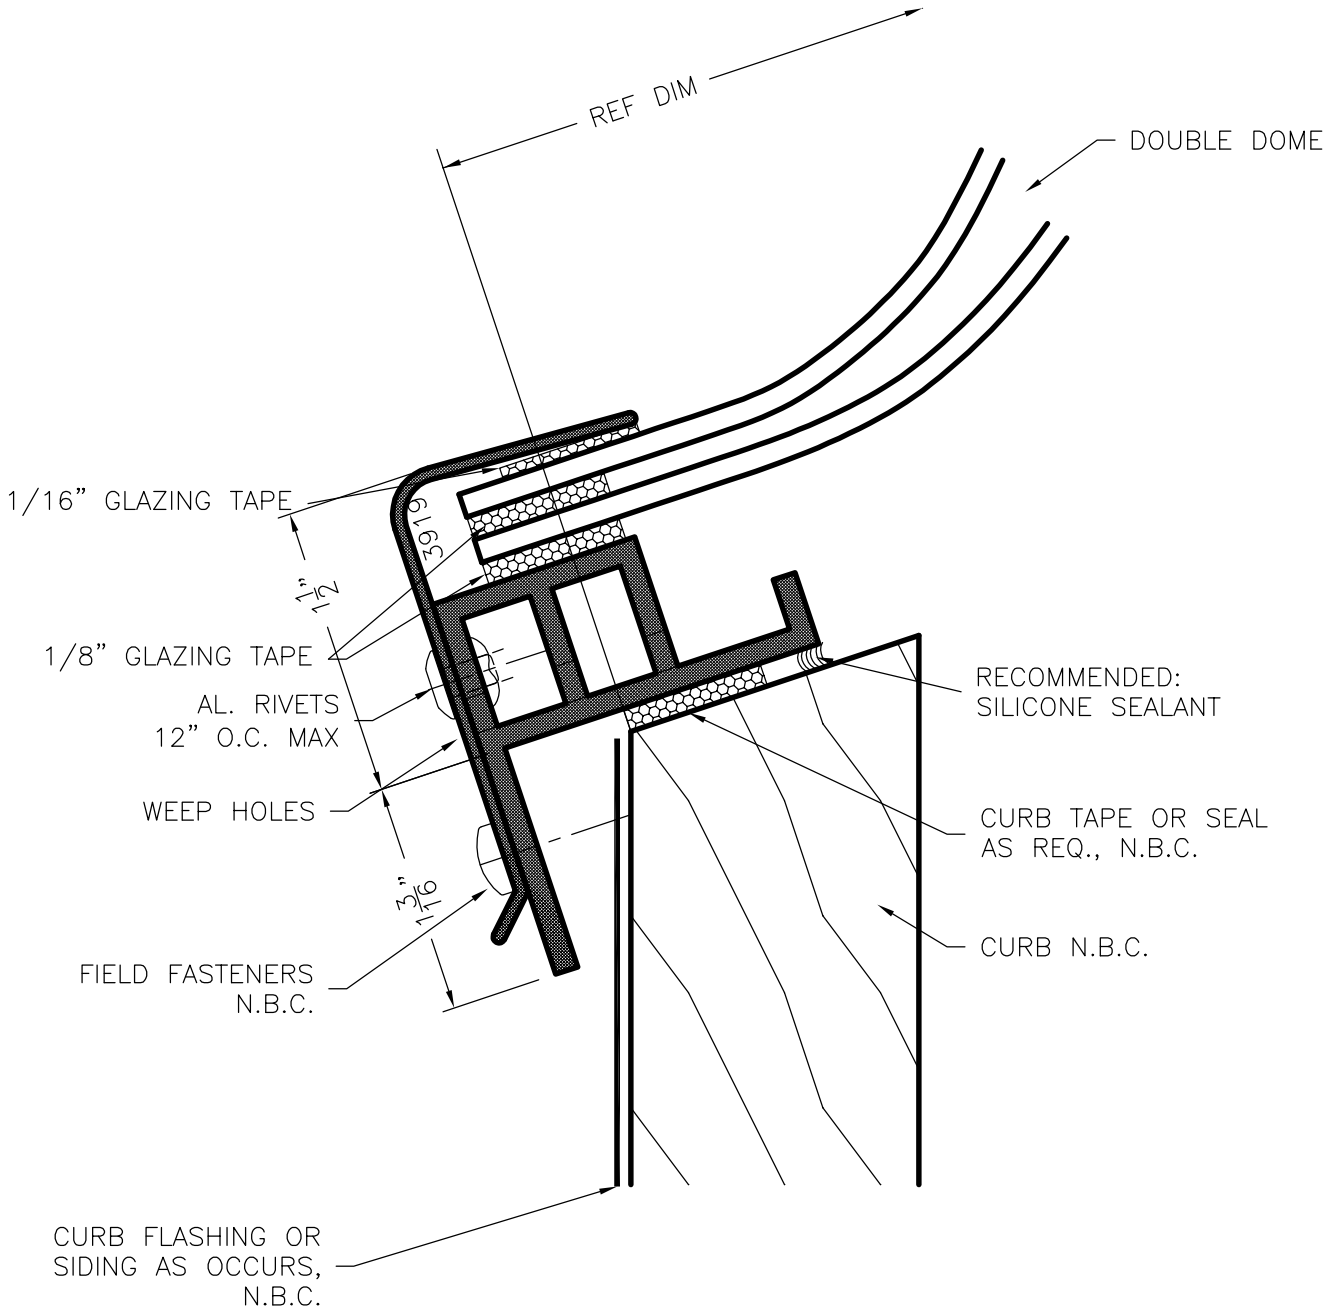 REF DIM
DOUBLE DOME
1/16” GLAZING TAPE
3919
1 1/2”
1/8” GLAZING TAPE
AL. RIVETS
12” O.C. MAX
RECOMMENDED:
SILICONE SEALANT
WEEP HOLES
CURB TAPE OR SEAL
AS REQ., N.B.C.
1 3/16”
CURB N.B.C.
FIELD FASTENERS
N.B.C.
CURB FLASHING OR
SIDING AS OCCURS,
N.B.C.